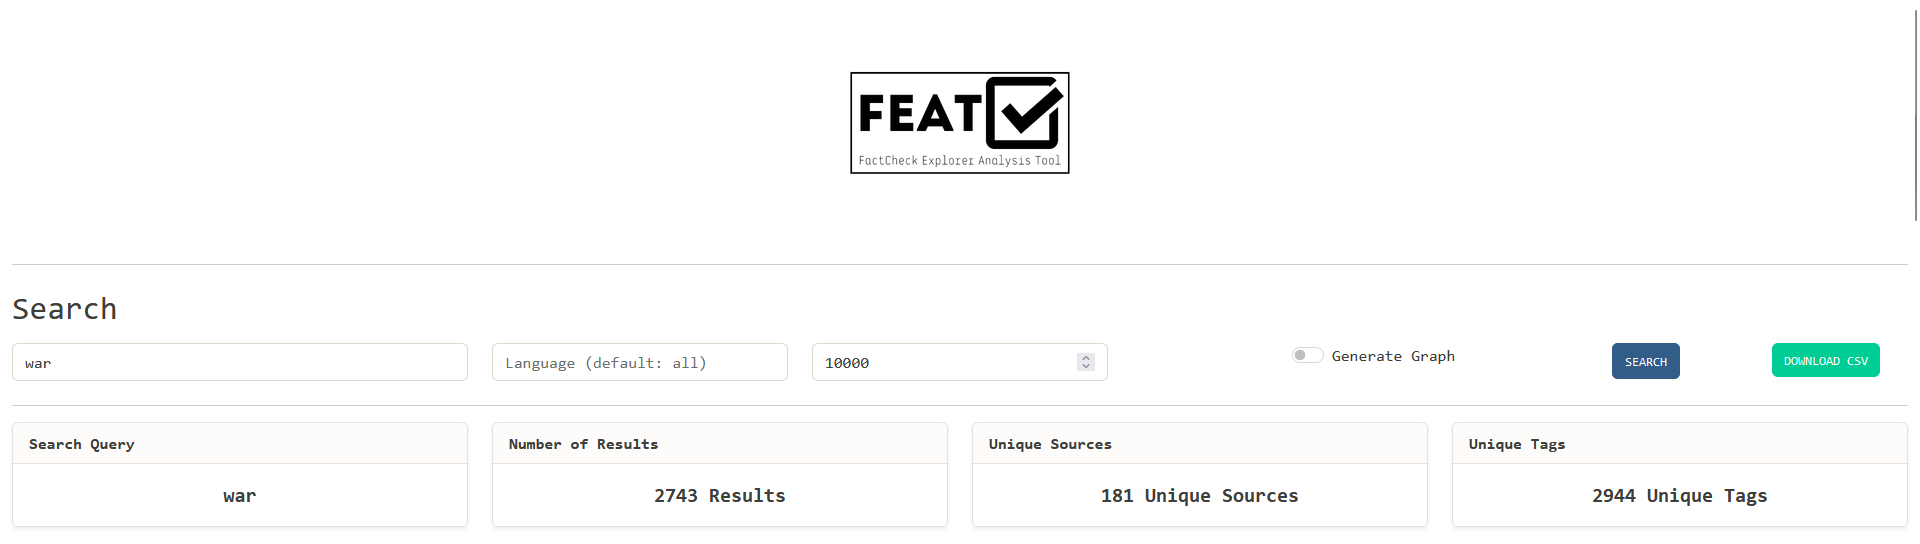 FEAT
FactCheck Explorer Analysis Tool
Search
war
Language (default: all)
10000
Generate Graph
SEARCH
DOWNLOAD CSV
Search Query
war
Number of Results
2743 Results
Unique Sources
181 Unique Sources
Unique Tags
2944 Unique Tags